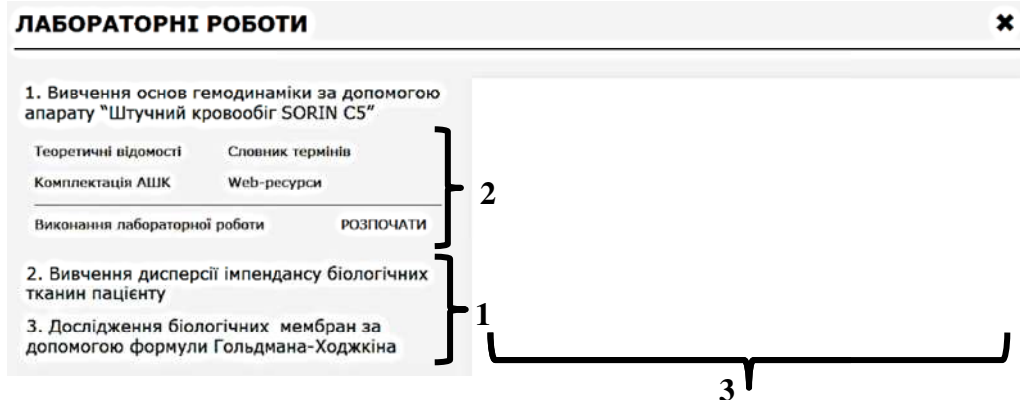 ЛАБОРАТОРНІ РОБОТИ ✖
1. Вивчення основ гемодинаміки за допомогою
апарату “Штучний кровообіг SORIN C5”
Теоретичні відомості Словник термінів
Комплектація АШК Web-ресурси
Виконання лабораторної роботи РОЗПОЧАТИ
2
2. Вивчення дисперсії імпендансу біологічних
тканин пацієнту
3. Дослідження біологічних мембран за
допомогою формули Гольдмана-Ходжкіна
1
3